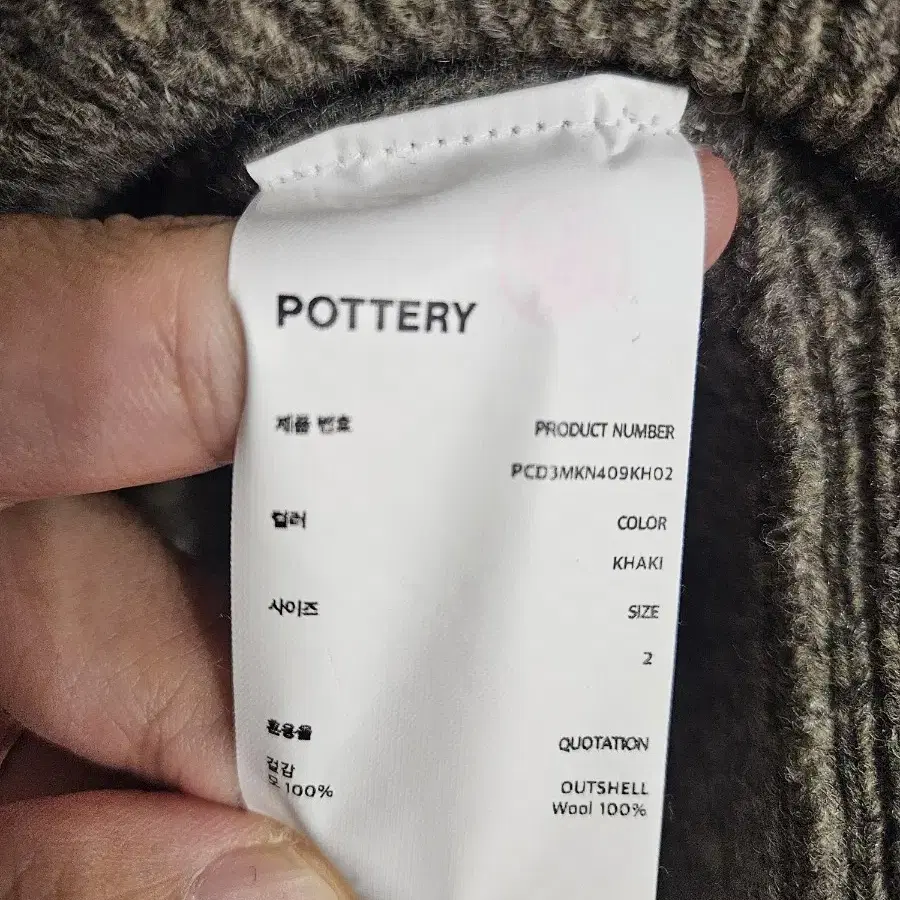 POTTERY
제품 번호
PRODUCT NUMBER
PCD3MKN409KH02
컬러
COLOR
KHAKI
사이즈
SIZE
2
혼용율
QUOTATION
겉감
OUTSHELL
모 100%
Wool 100%